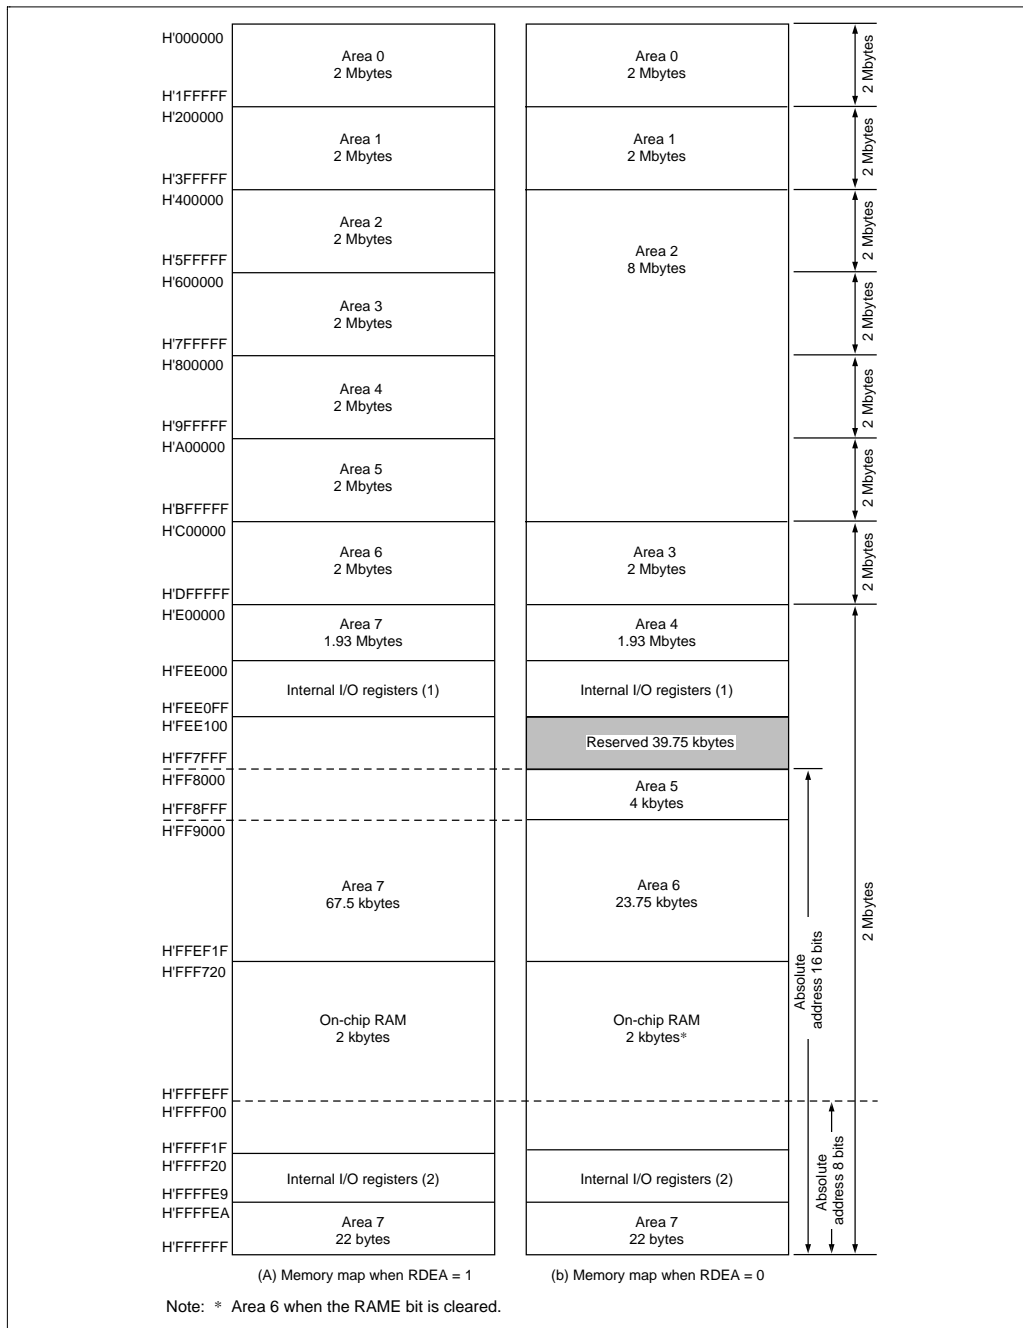 H'000000
Area 0
2 Mbytes
Area 0
2 Mbytes
2 Mbytes
H'1FFFFF
H'200000
Area 1
2 Mbytes
Area 1
2 Mbytes
2 Mbytes
H'3FFFFF
H'400000
Area 2
2 Mbytes
Area 2
8 Mbytes
2 Mbytes
H'5FFFFF
H'600000
Area 3
2 Mbytes
2 Mbytes
H'7FFFFF
H'800000
Area 4
2 Mbytes
2 Mbytes
H'9FFFFF
H'A00000
Area 5
2 Mbytes
2 Mbytes
H'BFFFFF
H'C00000
Area 6
2 Mbytes
Area 3
2 Mbytes
2 Mbytes
H'DFFFFF
H'E00000
Area 7
1.93 Mbytes
Area 4
1.93 Mbytes
H'FEE000
Internal I/O registers (1)
Internal I/O registers (1)
H'FEE0FF
H'FEE100
Reserved 39.75 kbytes
H'FF7FFF
H'FF8000
Area 5
4 kbytes
H'FF8FFF
H'FF9000
Area 7
67.5 kbytes
Area 6
23.75 kbytes
2 Mbytes
H'FFEF1F
H'FFF720
Absolute
address 16 bits
On-chip RAM
2 kbytes
On-chip RAM
2 kbytes*
H'FFFEFF
H'FFFF00
H'FFFF1F
H'FFFF20
Internal I/O registers (2)
Internal I/O registers (2)
Absolute
address 8 bits
H'FFFFE9
H'FFFFEA
Area 7
22 bytes
Area 7
22 bytes
H'FFFFFF
(A) Memory map when RDEA = 1
(b) Memory map when RDEA = 0
Note: * Area 6 when the RAME bit is cleared.